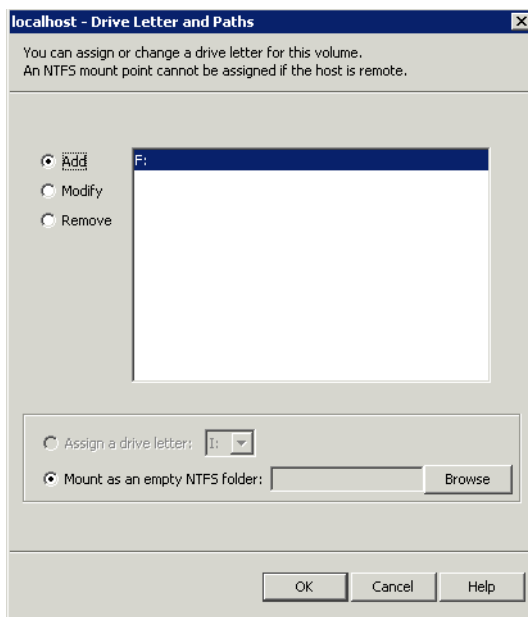 localhost - Drive Letter and Paths
You can assign or change a drive letter for this volume.
An NTFS mount point cannot be assigned if the host is remote.
Add
F:
Modify
Remove
Assign a drive letter: I:
Mount as an empty NTFS folder: Browse
OK Cancel Help